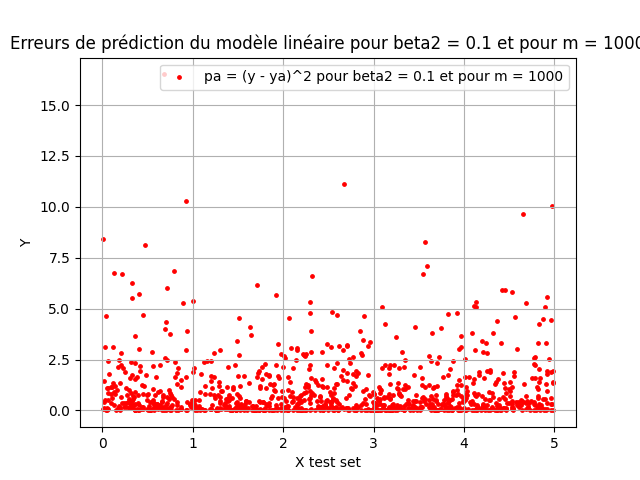 Erreurs de prédiction du modèle linéaire pour beta2 = 0.1 et pour m = 1000
pa = (y - ya)^2 pour beta2 = 0.1 et pour m = 1000
15.0
12.5
10.0
7.5
5.0
2.5
0.0
Y
0 1 2 3 4 5
X test set